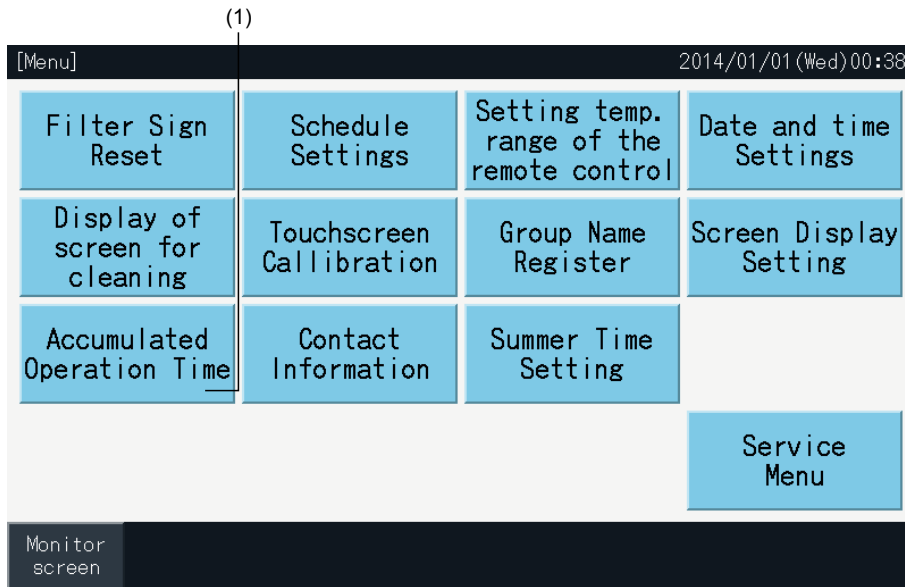 (1)
[Menu] 2014/01/01(Wed)00:38
Filter Sign
Reset
Schedule
Settings
Setting temp.
range of the
remote control
Date and time
Settings
Display of
screen for
cleaning
Touchscreen
Callibration
Group Name
Register
Screen Display
Setting
Accumulated
Operation Time
Contact
Information
Summer Time
Setting
Service
Menu
Monitor
screen